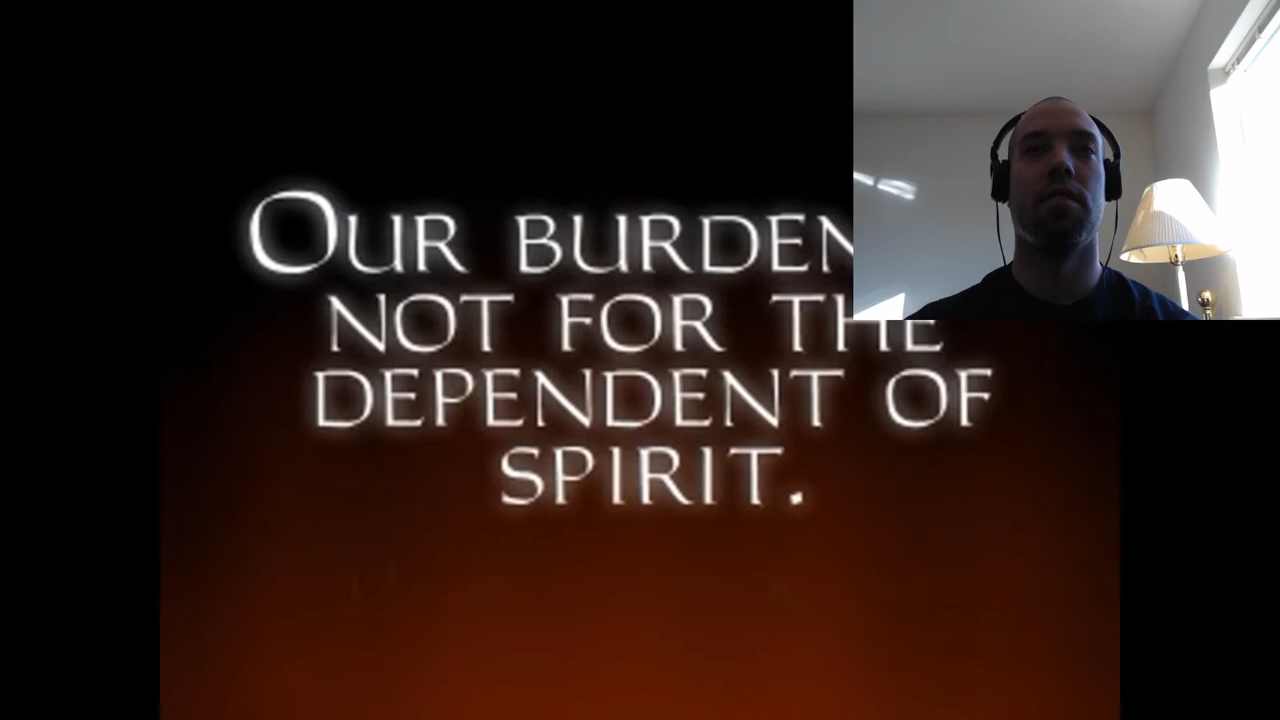 Our burden
not for the
dependent of
spirit.